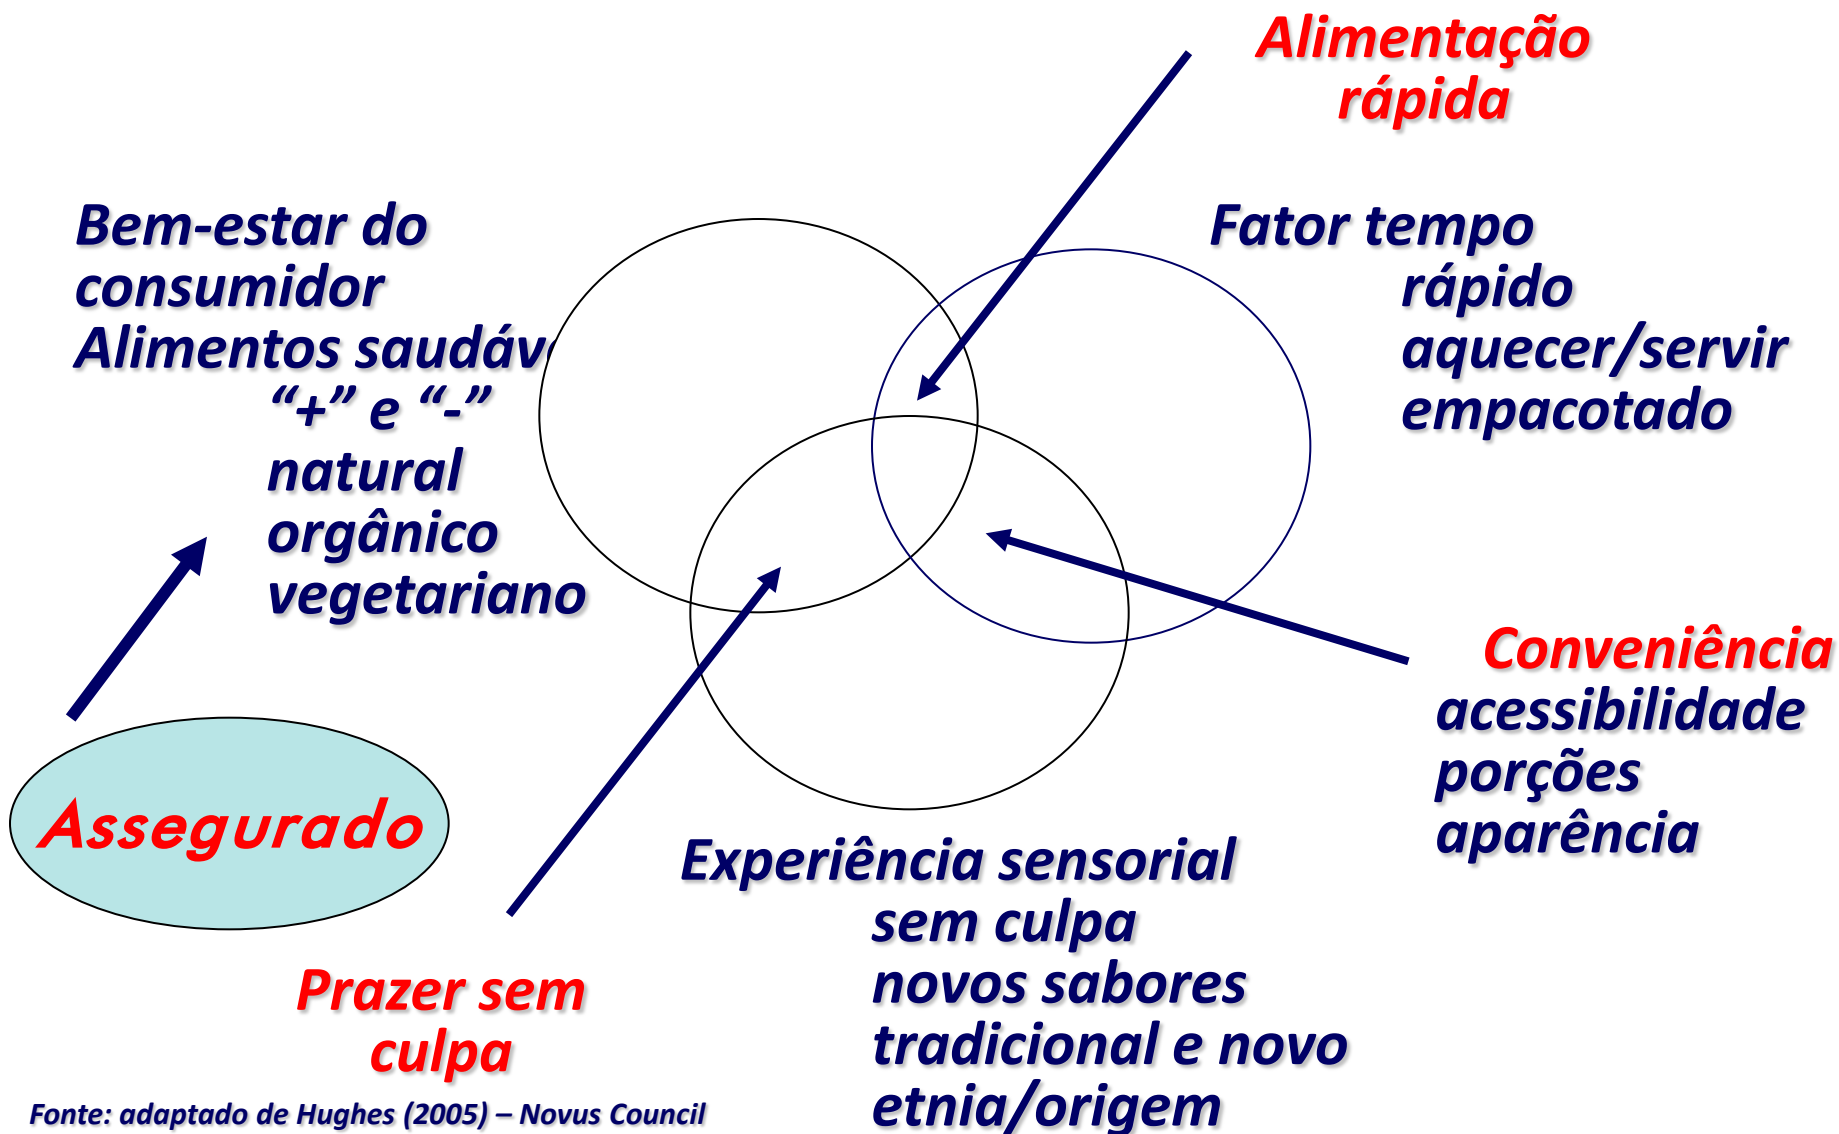 Alimentação
rápida
Bem-estar do
consumidor
Alimentos saudáv
“+” e “-”
natural
orgânico
vegetariano
Fator tempo
rápido
aquecer/servir
empacotado
Conveniência
acessibilidade
porções
aparência
Assegurado
Experiência sensorial
sem culpa
novos sabores
tradicional e novo
etnia/origem
Prazer sem
culpa
Fonte: adaptado de Hughes (2005) – Novus Council